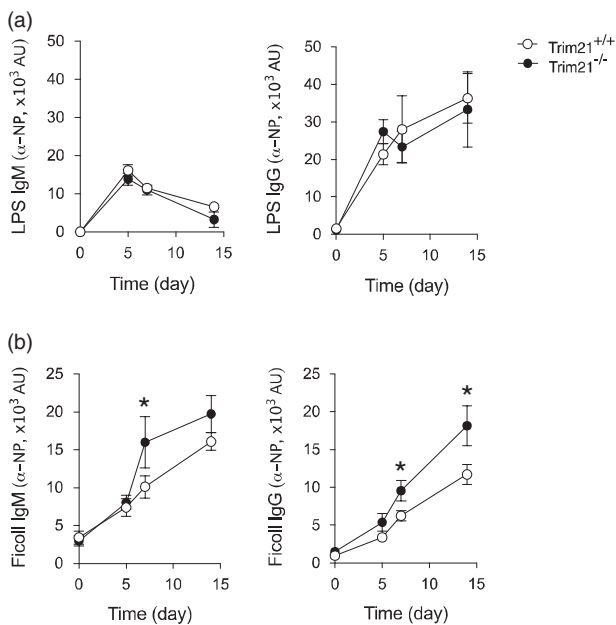 (a)
LPS IgM (α-NP, x10³ AU)
50
40
30
20
10
0
0 5 10 15
Time (day)
LPS IgG (α-NP, x10³ AU)
50
40
30
20
10
0
0 5 10 15
Time (day)
Trim21+/+
Trim21-/-
(b)
Ficoll IgM (α-NP, x10³ AU)
25
20
15
10
5
0
*
0 5 10 15
Time (day)
Ficoll IgG (α-NP, x10³ AU)
25
20
15
10
5
0
*
*
0 5 10 15
Time (day)